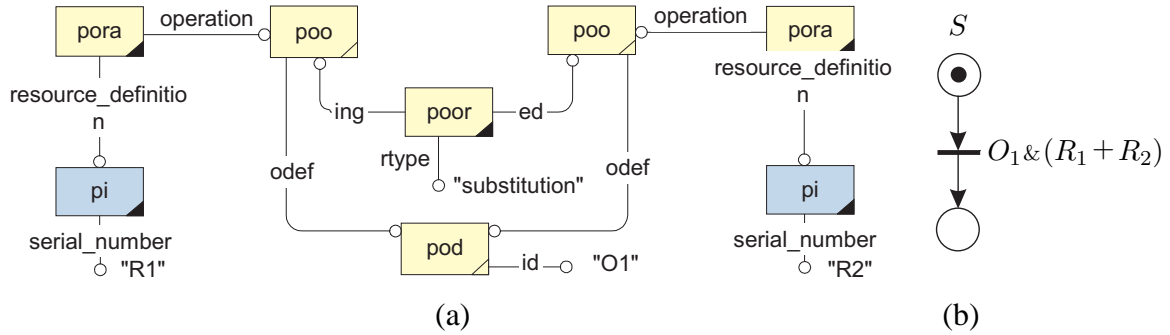 operation
operation
pora
poo
poo
pora
S
resource_definitio
n
ing
poor
ed
resource_definitio
n
rtype
odef
odef
"substitution"
O₁&(R₁+R₂)
pi
pi
serial_number
pod
id
"O1"
serial_number
"R1"
"R2"
(a)
(b)